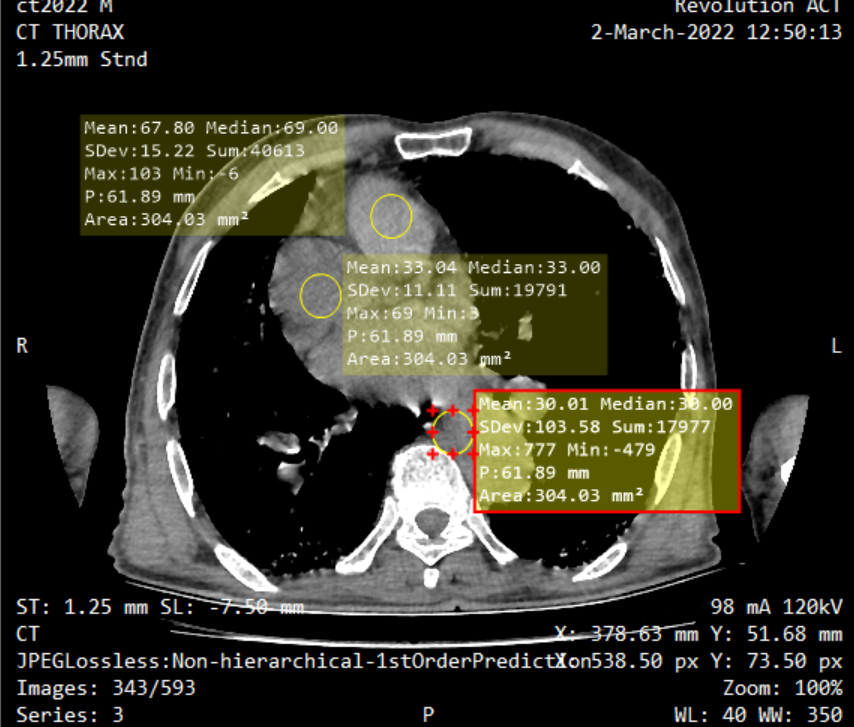 ct2022 M
CT THORAX
1.25mm Stnd
Revolution ACT
2-March-2022 12:50:13
Mean:67.80 Median:69.00
SDev:15.22 Sum:40613
Max:103 Min:-6
P:61.89 mm
Area:304.03 mm²
Mean:33.04 Median:33.00
SDev:11.11 Sum:19791
Max:69 Min:3
P:61.89 mm
Area:304.03 mm²
R
L
Mean:30.01 Median:30.00
SDev:103.58 Sum:17977
Max:777 Min:-479
P:61.89 mm
Area:304.03 mm²
ST: 1.25 mm SL: -7.50 mm
CT
JPEGLossless:Non-hierarchical-1stOrderPrediction
Images: 343/593
Series: 3
P
98 mA 120kV
X: 378.63 mm Y: 51.68 mm
X: 538.50 px Y: 73.50 px
Zoom: 100%
WL: 40 WW: 350